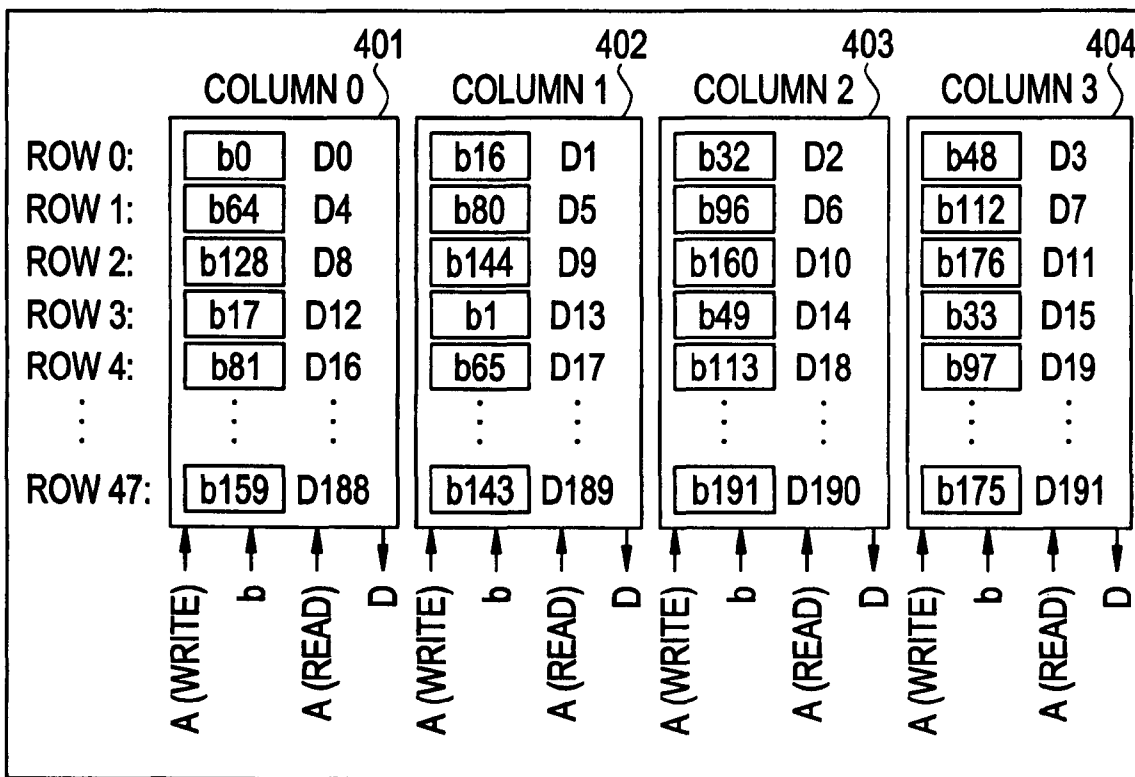 401 402 403 404
COLUMN 0 COLUMN 1 COLUMN 2 COLUMN 3
ROW 0: b0 D0 b16 D1 b32 D2 b48 D3
ROW 1: b64 D4 b80 D5 b96 D6 b112 D7
ROW 2: b128 D8 b144 D9 b160 D10 b176 D11
ROW 3: b17 D12 b1 D13 b49 D14 b33 D15
ROW 4: b81 D16 b65 D17 b113 D18 b97 D19
ROW 47: b159 D188 b143 D189 b191 D190 b175 D191
A (WRITE) b A (READ) D A (WRITE) b A (READ) D A (WRITE) b A (READ) D A (WRITE) b A (READ) D